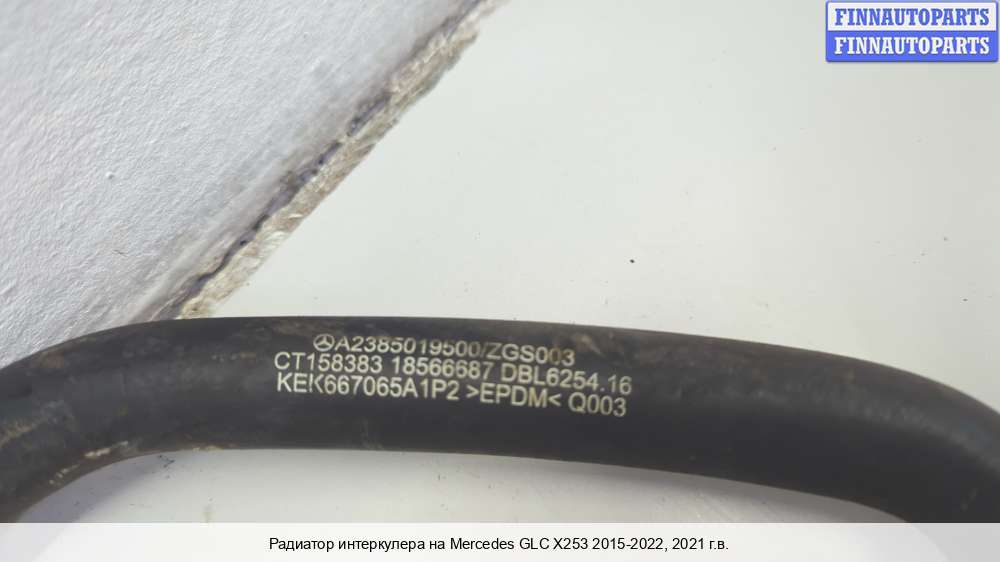 FINNAUTOPARTS
FINNAUTOPARTS
A2385019500/ZGS003
CT158383 18566687 DBL6254.16
KEK667065A1P2 >EPDM< Q003
Радиатор интеркулера на Mercedes GLC X253 2015-2022, 2021 г.в.